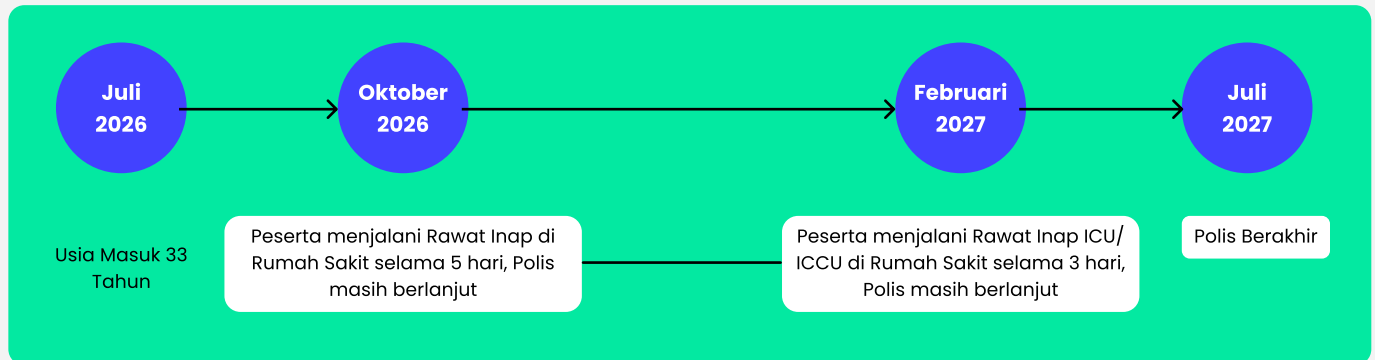 Juli
2026
Oktober
2026
Februari
2027
Juli
2027
Usia Masuk 33
Tahun
Peserta menjalani Rawat Inap di
Rumah Sakit selama 5 hari, Polis
masih berlanjut
Peserta menjalani Rawat Inap ICU/
ICCU di Rumah Sakit selama 3 hari,
Polis masih berlanjut
Polis Berakhir